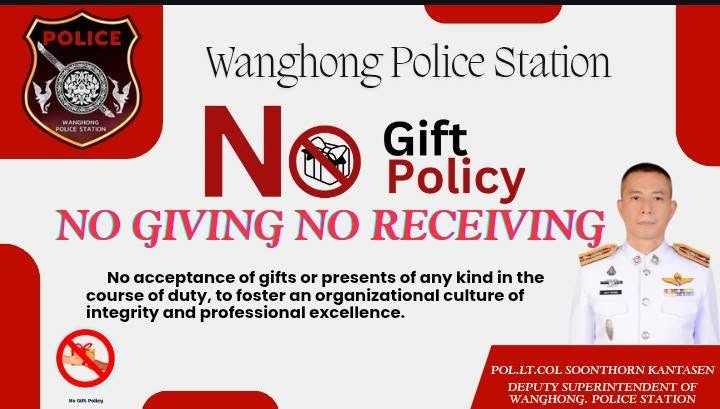 POLICE
WANGHONG
POLICE STATION
Wanghong Police Station
NO Gift
Policy
NO GIVING NO RECEIVING
No acceptance of gifts or presents of any kind in the
course of duty, to foster an organizational culture of
integrity and professional excellence.
No Gift Policy
POL.LT.COL SOONTHORN KANTASEN
DEPUTY SUPERINTENDENT OF
WANGHONG. POLICE STATION